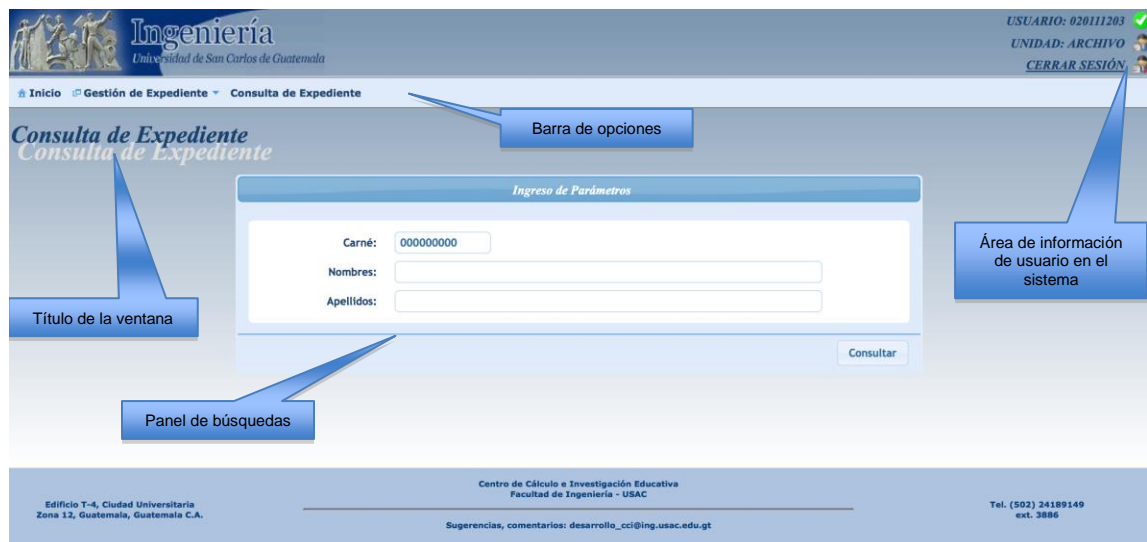 Ingeniería
Universidad de San Carlos de Guatemala
USUARIO: 020111203
UNIDAD: ARCHIVO
CERRAR SESIÓN
Inicio Gestión de Expediente Consulta de Expediente
Barra de opciones
Consulta de Expediente
Consulta de Expediente
Ingreso de Parámetros
Carné: 000000000
Nombres:
Apellidos:
Consultar
Área de información
de usuario en el
sistema
Título de la ventana
Panel de búsquedas
Edificio T-4, Ciudad Universitaria
Zona 12, Guatemala, Guatemala C.A.
Centro de Cálculo e Investigación Educativa
Facultad de Ingeniería - USAC
Sugerencias, comentarios: desarrollo_cci@ing.usac.edu.gt
Tel. (502) 24189149
ext. 3886